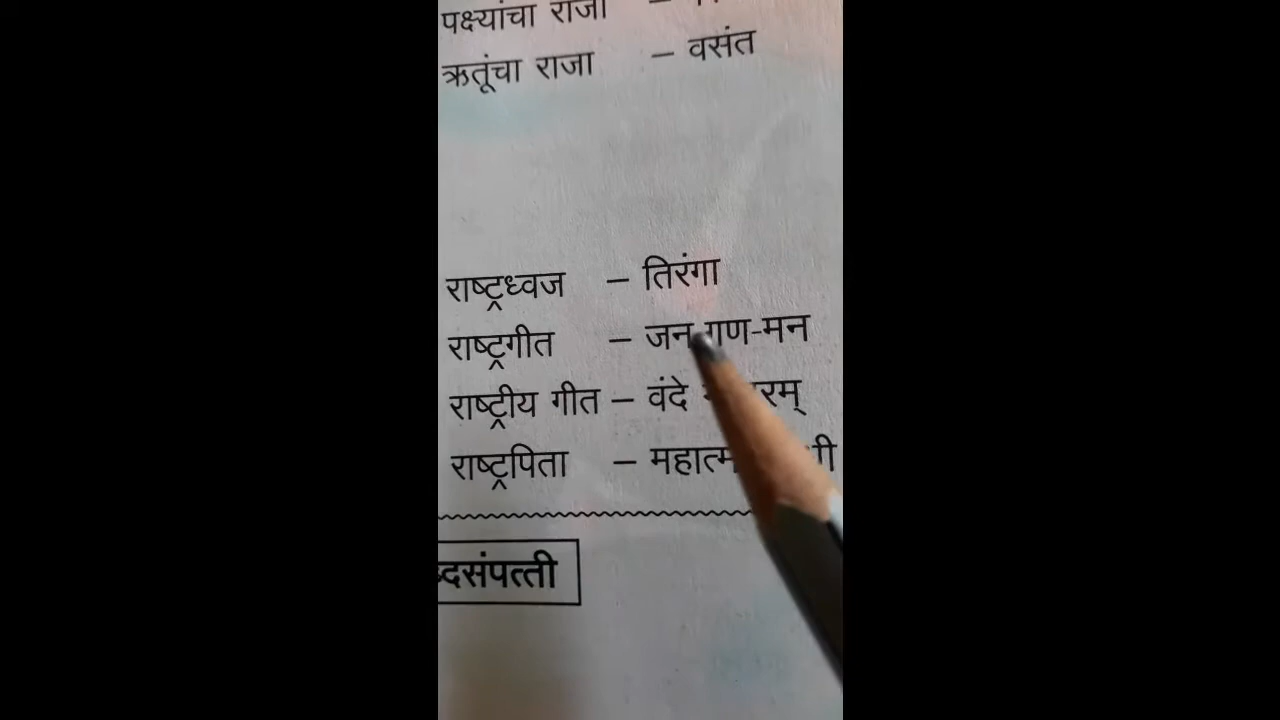 पक्ष्यांचा राजा –
ऋतूंचा राजा – वसंत
राष्ट्रध्वज – तिरंगा
राष्ट्रगीत – जन-गण-मन
राष्ट्रीय गीत – वंदे
राष्ट्रपिता –